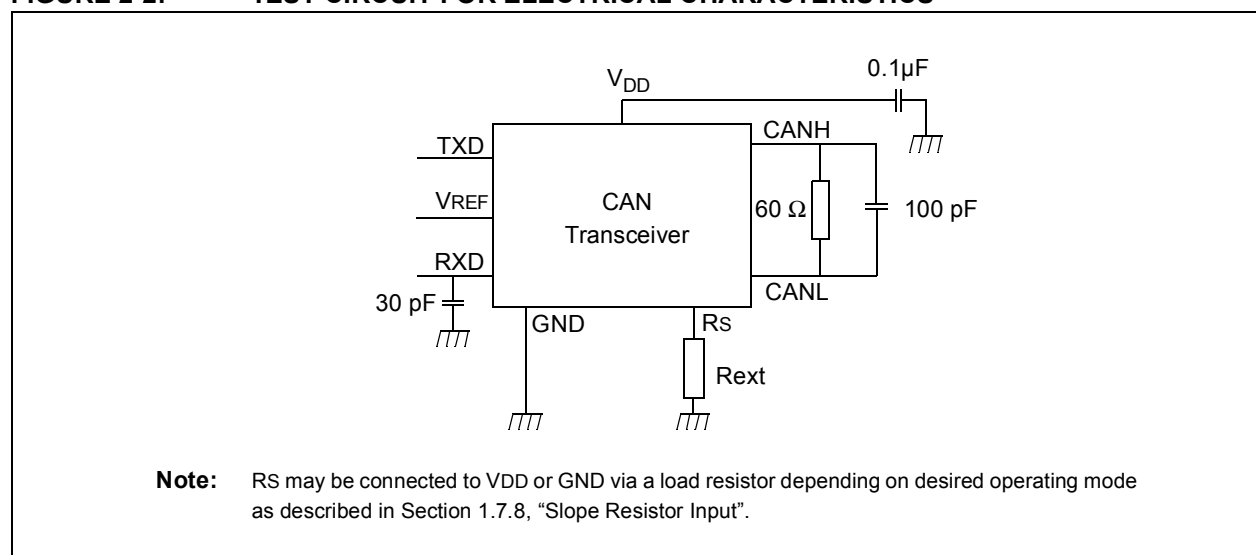 0.1µF
VDD
CANH
TXD
VREF
CAN
Transceiver
60 Ω
100 pF
RXD
CANL
30 pF
GND
RS
Rext
Note: RS may be connected to VDD or GND via a load resistor depending on desired operating mode
as described in Section 1.7.8, “Slope Resistor Input”.